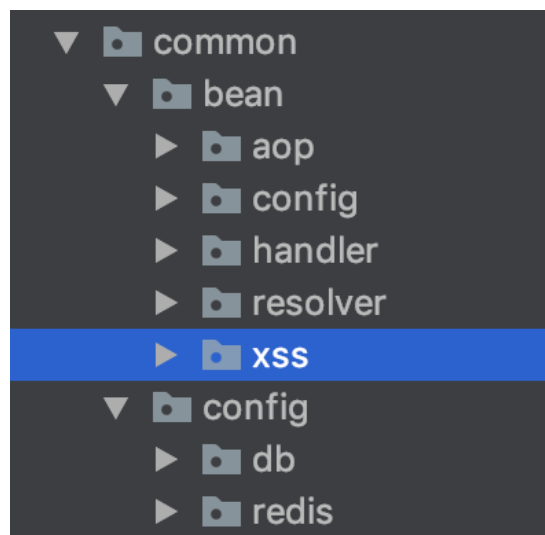 common
bean
aop
config
handler
resolver
xss
config
db
redis